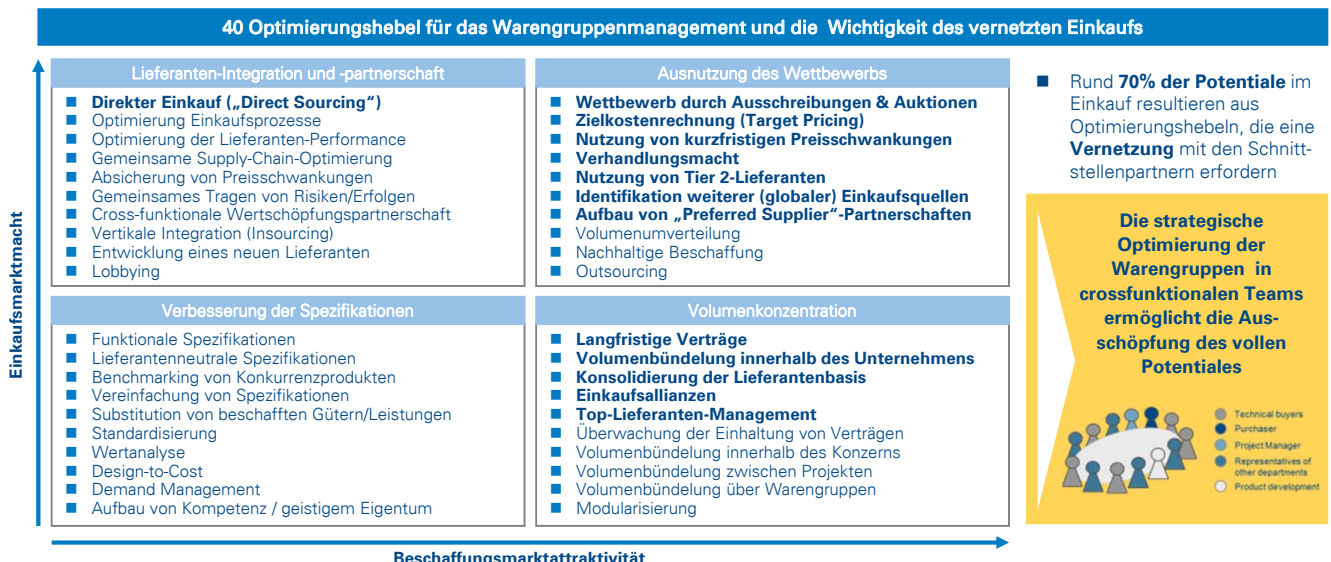 40 Optimierungshebel für das Warengruppenmanagement und die Wichtigkeit des vernetzten Einkaufs
Einkaufsmarktmacht
Lieferanten-Integration und -partnerschaft
Direkter Einkauf („Direct Sourcing“)
Optimierung Einkaufsprozesse
Optimierung der Lieferanten-Performance
Gemeinsame Supply-Chain-Optimierung
Absicherung von Preisschwankungen
Gemeinsames Tragen von Risiken/Erfolgen
Cross-funktionale Wertschöpfungspartnerschaft
Vertikale Integration (Insourcing)
Entwicklung eines neuen Lieferanten
Lobbying
Ausnutzung des Wettbewerbs
Wettbewerb durch Ausschreibungen & Auktionen
Zielkostenrechnung (Target Pricing)
Nutzung von kurzfristigen Preisschwankungen
Verhandlungsmacht
Nutzung von Tier 2-Lieferanten
Identifikation weiterer (globaler) Einkaufsquellen
Aufbau von „Preferred Supplier“-Partnerschaften
Volumenumverteilung
Nachhaltige Beschaffung
Outsourcing
Verbesserung der Spezifikationen
Funktionale Spezifikationen
Lieferantenneutrale Spezifikationen
Benchmarking von Konkurrenzprodukten
Vereinfachung von Spezifikationen
Substitution von beschafften Gütern/Leistungen
Standardisierung
Wertanalyse
Design-to-Cost
Demand Management
Aufbau von Kompetenz / geistigem Eigentum
Volumenkonzentration
Langfristige Verträge
Volumenbündelung innerhalb des Unternehmens
Konsolidierung der Lieferantenbasis
Einkaufsallianzen
Top-Lieferanten-Management
Überwachung der Einhaltung von Verträgen
Volumenbündelung innerhalb des Konzerns
Volumenbündelung zwischen Projekten
Volumenbündelung über Warengruppen
Modularisierung
Beschaffungsmarktattraktivität
Rund 70% der Potentiale im
Einkauf resultieren aus
Optimierungshebeln, die eine
Vernetzung mit den Schnitt-
stellenpartnern erfordern
Die strategische
Optimierung der
Warengruppen in
crossfunktionalen Teams
ermöglicht die Aus-
schöpfung des vollen
Potentiales
Technical buyers
Purchaser
Project Manager
Representatives of
other departments
Product development